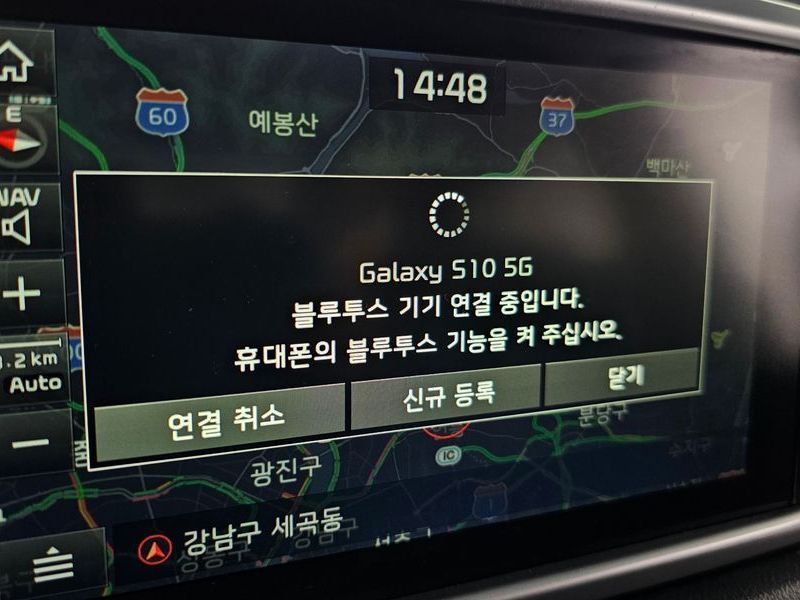 14:48
60
37
예봉산
백마산
E
NAV
Galaxy S10 5G
블루투스 기기 연결 중입니다.
휴대폰의 블루투스 기능을 켜 주십시오.
.2 km
Auto
연결 취소
신규 등록
닫기
분당구
IC
광진구
강남구 세곡동